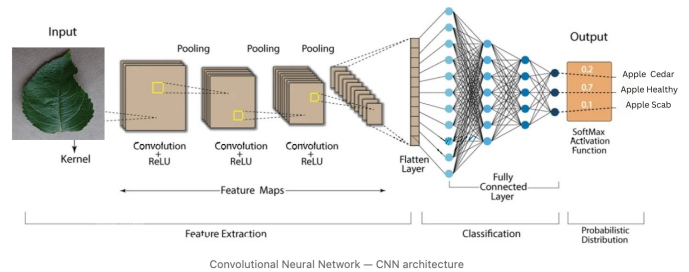 Input
Pooling
Pooling
Pooling
Output
0.2
0.7
0.1
Apple Cedar
Apple Healthy
Apple Scab
Kernel
Convolution
+
ReLU
Convolution
+
ReLU
Convolution
+
ReLU
Flatten
Layer
SoftMax
Activation
Function
Fully
Connected
Layer
Feature Maps
Feature Extraction
Classification
Probabilistic
Distribution
Convolutional Neural Network — CNN architecture